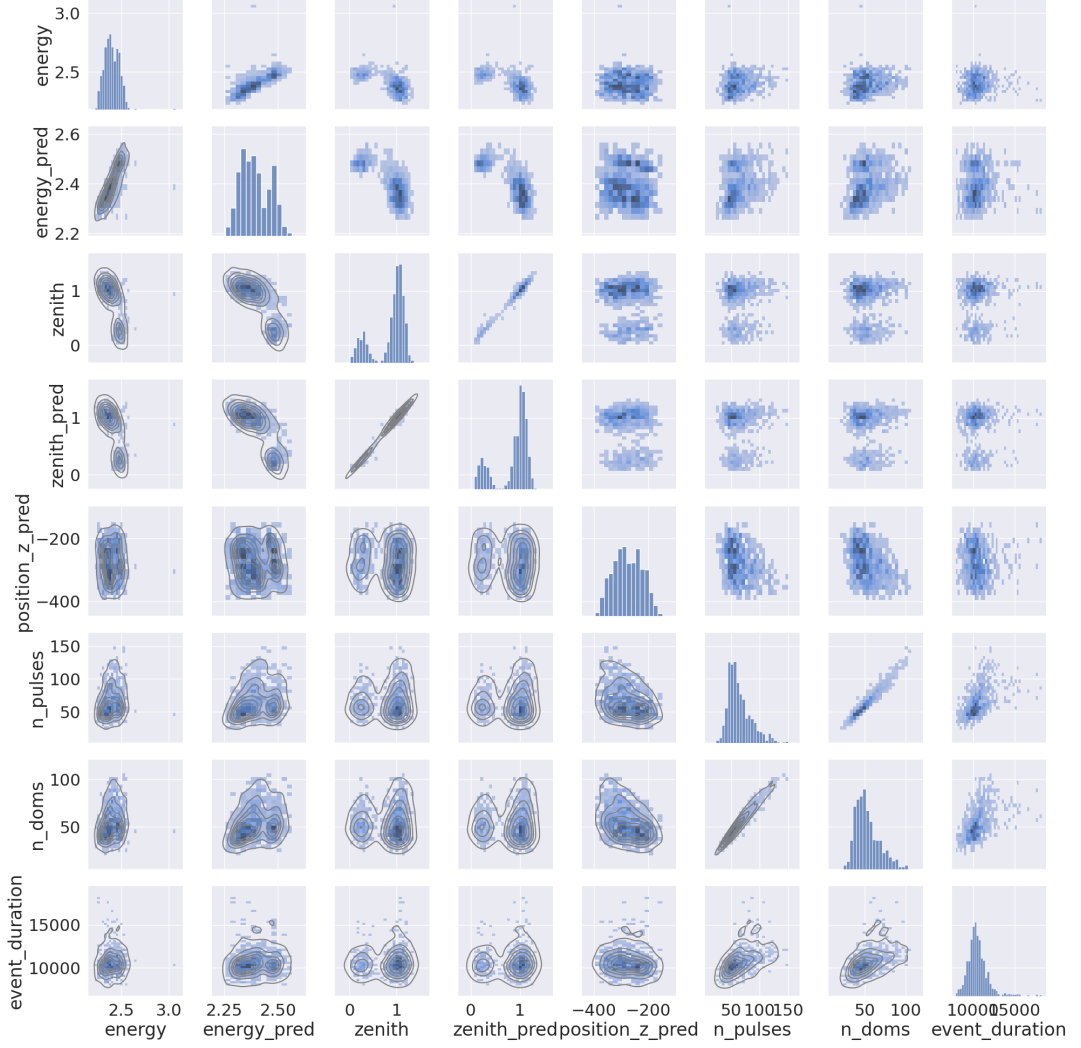 energy
3.0
2.5
energy_pred
2.6
2.4
2.2
zenith
1
0
zenith_pred
1
0
position_z_pred
−200
−400
n_pulses
150
100
50
n_doms
100
50
event_duration
15000
10000
2.5 3.0 2.25 2.50 0 1 0 1 −400 −200 50 100 150 50 100 10000 15000
energy energy_pred zenith zenith_pred position_z_pred n_pulses n_doms event_duration